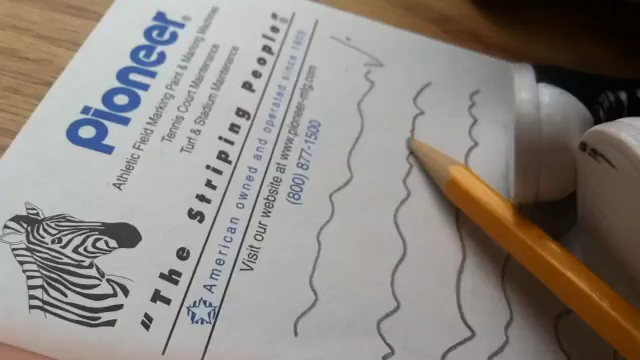 Pioneer®
Athletic Field Marking Paint & Marking Machines
Tennis Court Maintenance
Turf & Stadium Maintenance
"The Striping People"®
American owned and operated since 1905
Visit our website at www.pioneer-mfg.com
(800) 877-1500